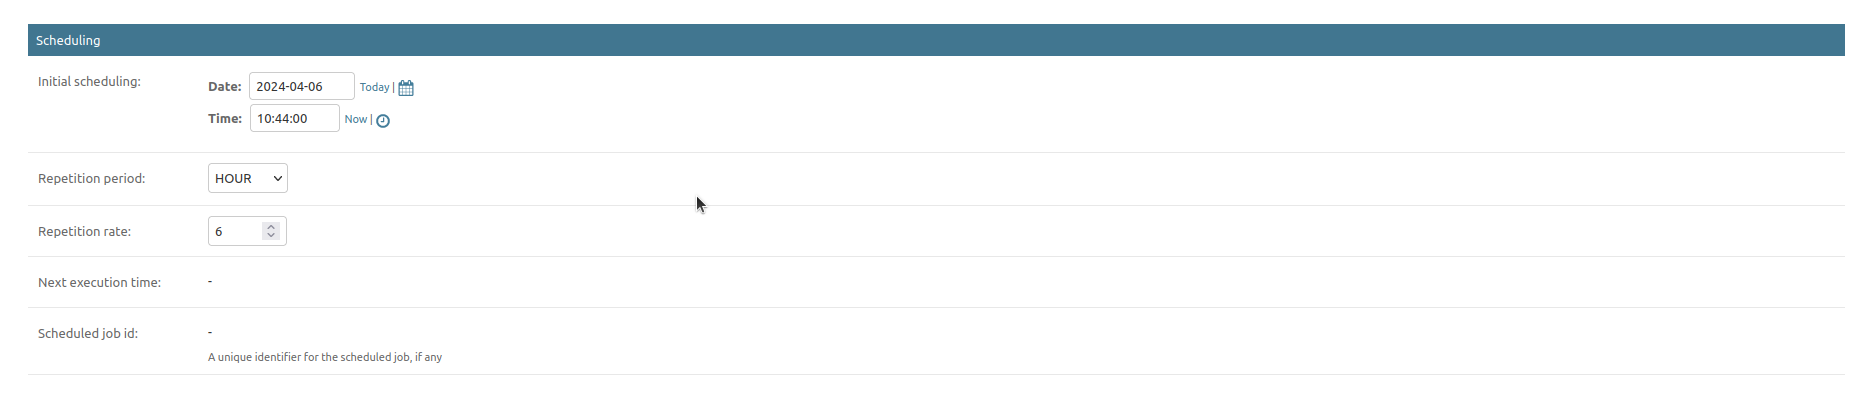 Scheduling
Initial scheduling:
Date: 2024-04-06 Today |
Time: 10:44:00 Now |
Repetition period: HOUR
Repetition rate: 6
Next execution time: -
Scheduled job id: -
A unique identifier for the scheduled job, if any